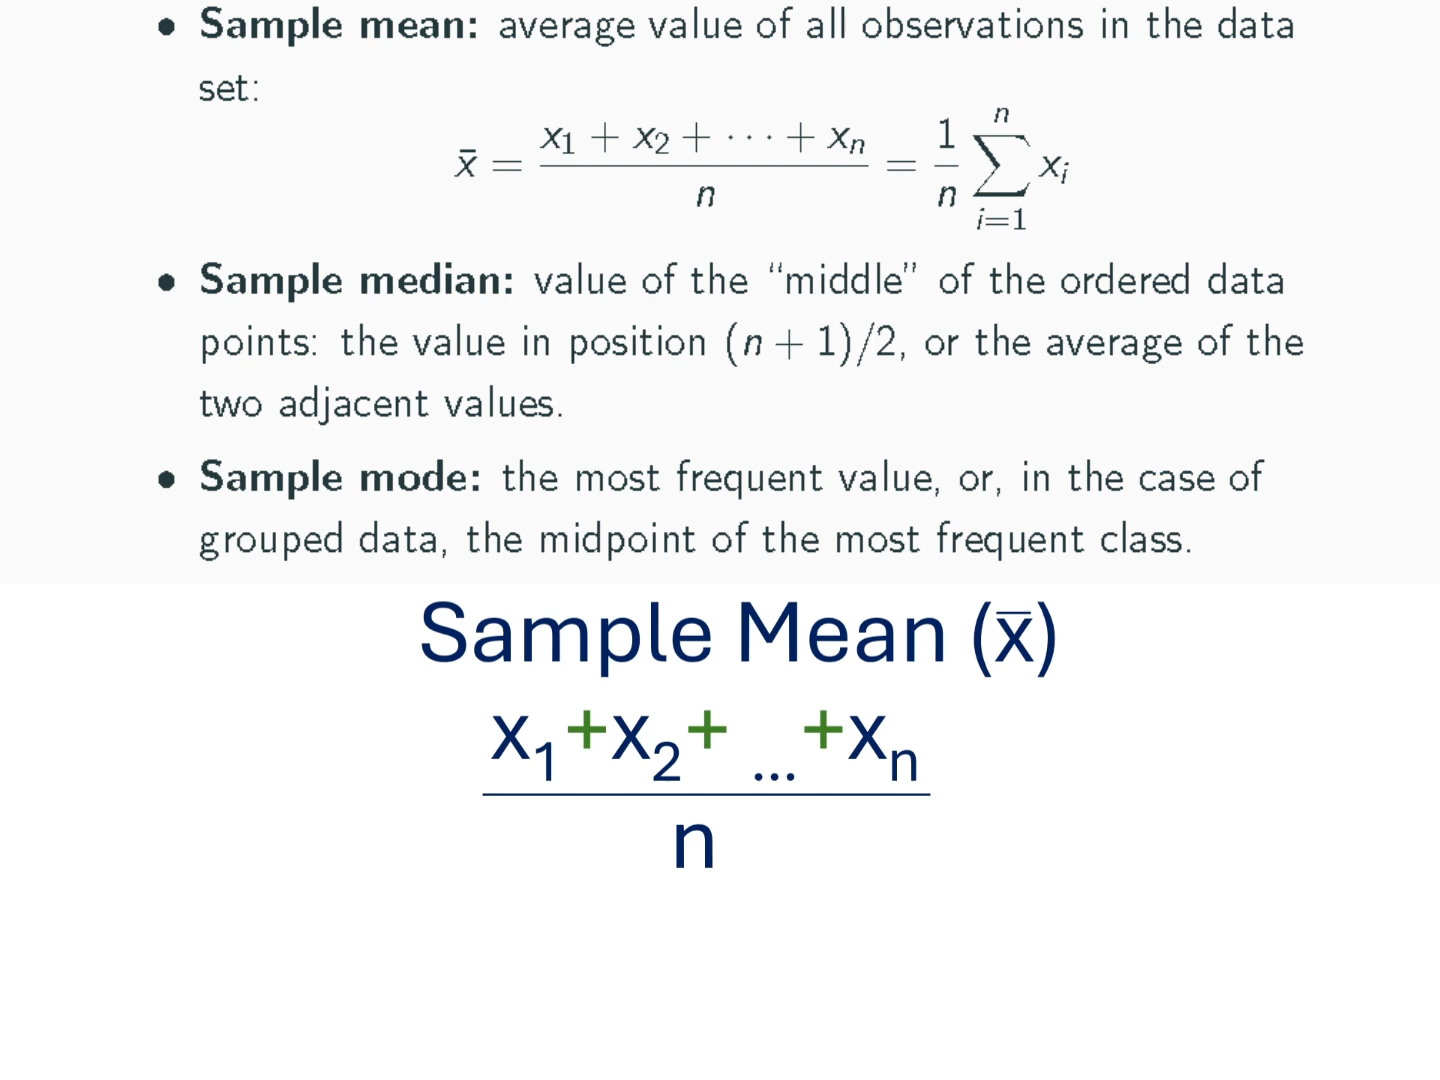 • Sample mean: average value of all observations in the data
set:
x̄ = (x₁ + x₂ + ··· + xₙ)/n = 1/n ∑ⁿᵢ₌₁ xᵢ
• Sample median: value of the “middle” of the ordered data
points: the value in position (n + 1)/2, or the average of the
two adjacent values.
• Sample mode: the most frequent value, or, in the case of
grouped data, the midpoint of the most frequent class.
Sample Mean (x̄)
x₁+x₂+ ... +xₙ
n